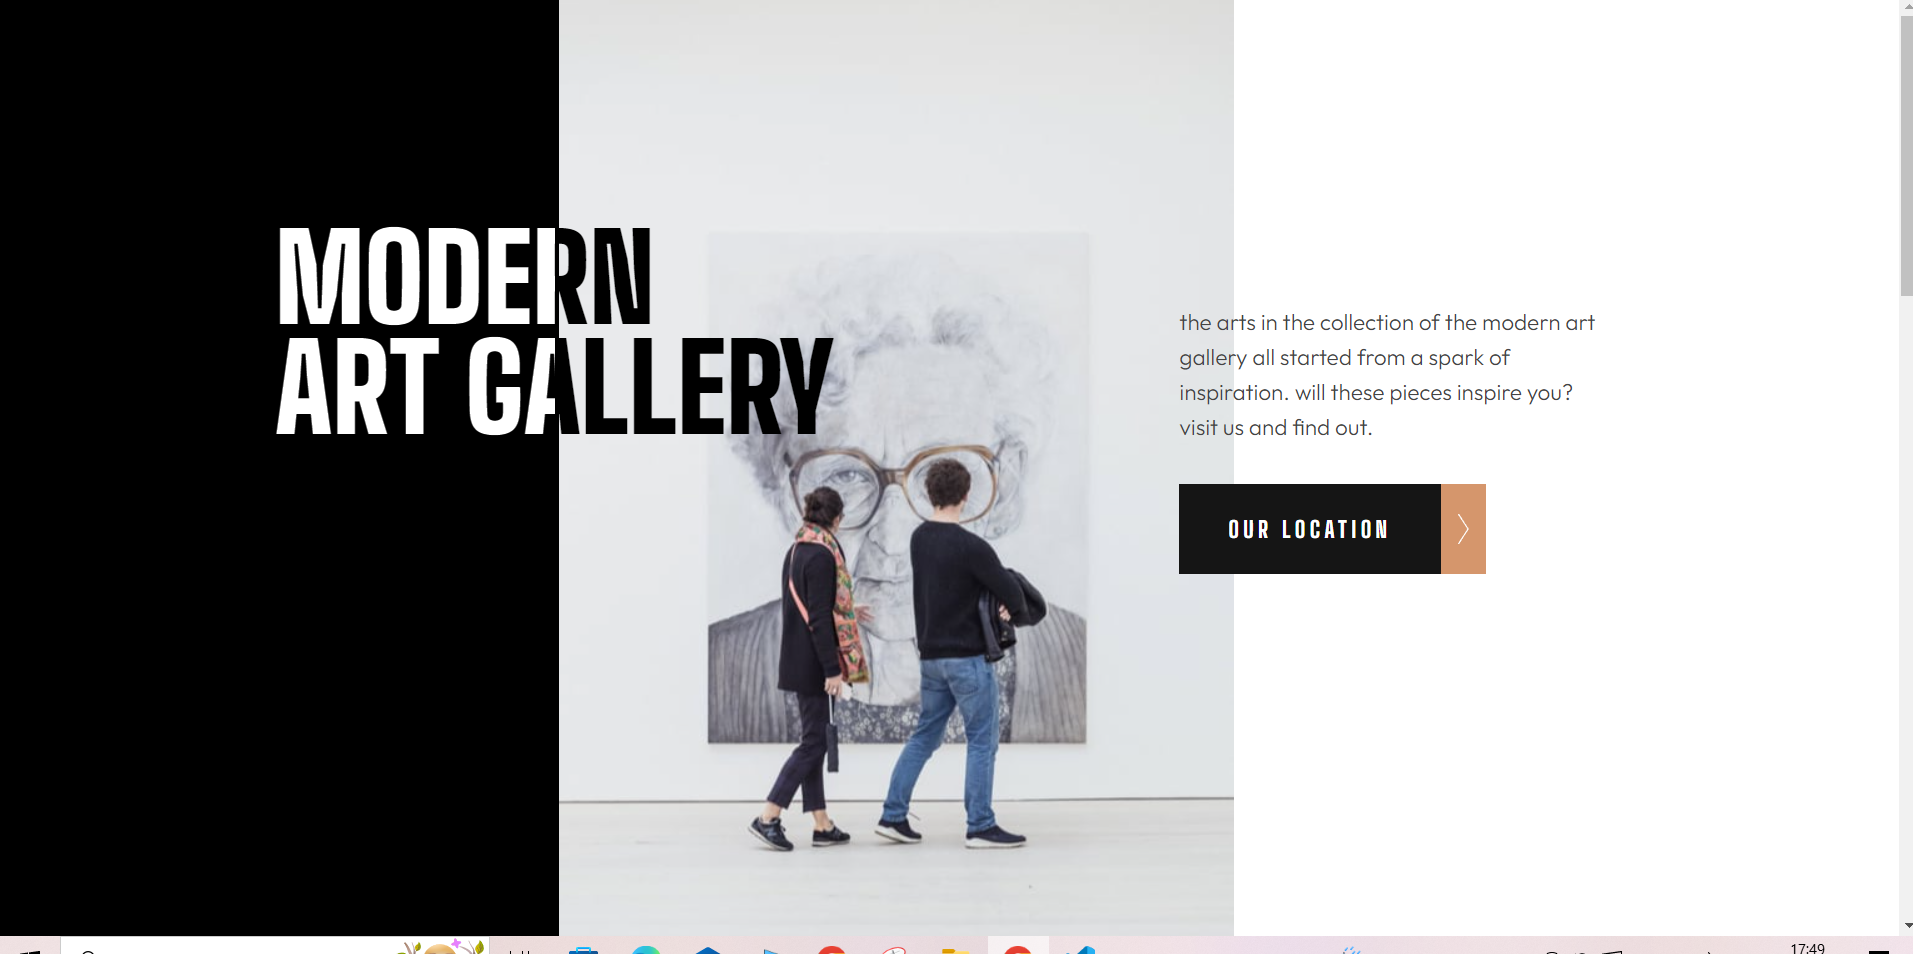 MODERN
ART GALLERY
the arts in the collection of the modern art
gallery all started from a spark of
inspiration. will these pieces inspire you?
visit us and find out.
OUR LOCATION
17:49